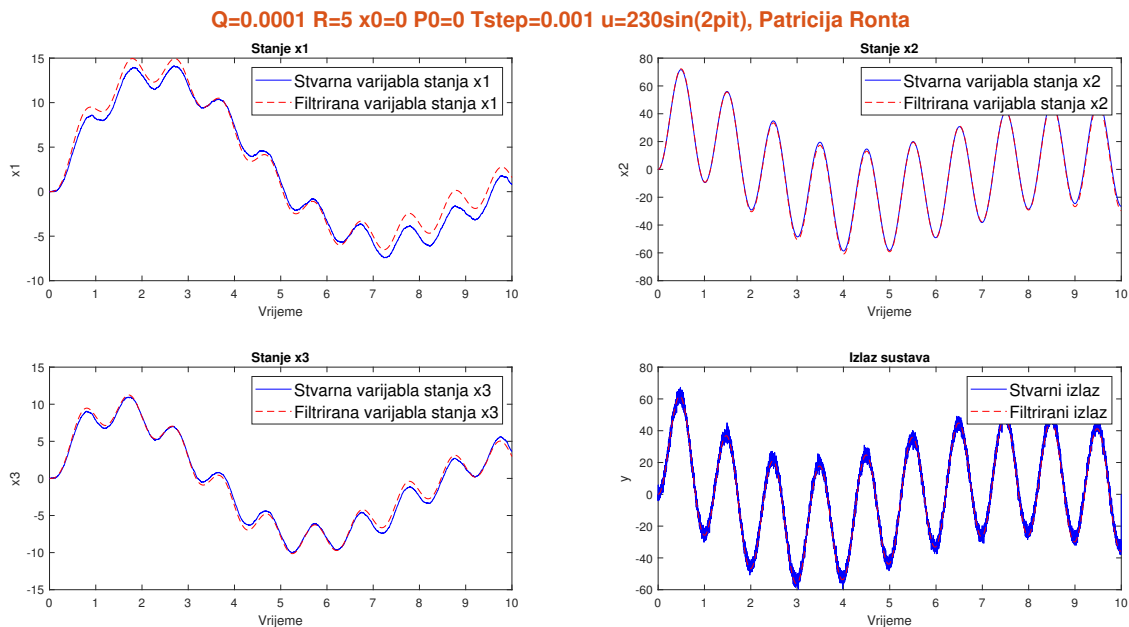 Q=0.0001 R=5 x0=0 P0=0 Tstep=0.001 u=230sin(2pit), Patricija Ronta
Stanje x1
15
10
5
0
-5
-10
x1
Stvarna varijabla stanja x1
Filtrirana varijabla stanja x1
0 1 2 3 4 5 6 7 8 9 10
Vrijeme
Stanje x2
80
60
40
20
0
-20
-40
-60
-80
x2
Stvarna varijabla stanja x2
Filtrirana varijabla stanja x2
0 1 2 3 4 5 6 7 8 9 10
Vrijeme
Stanje x3
15
10
5
0
-5
-10
-15
x3
Stvarna varijabla stanja x3
Filtrirana varijabla stanja x3
0 1 2 3 4 5 6 7 8 9 10
Vrijeme
Izlaz sustava
80
60
40
20
0
-20
-40
-60
y
Stvarni izlaz
Filtrirani izlaz
0 1 2 3 4 5 6 7 8 9 10
Vrijeme